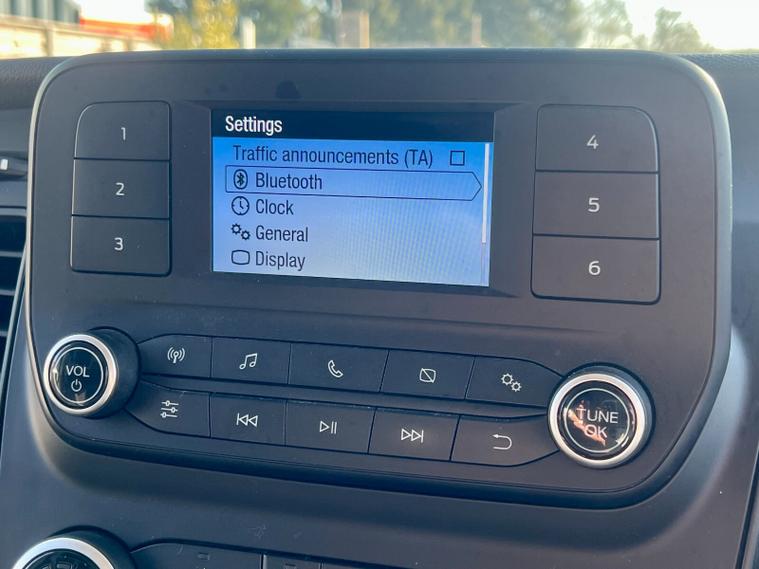 Settings
Traffic announcements (TA)
Bluetooth
Clock
General
Display
1
2
3
4
5
6
VOL
TUNE
OK